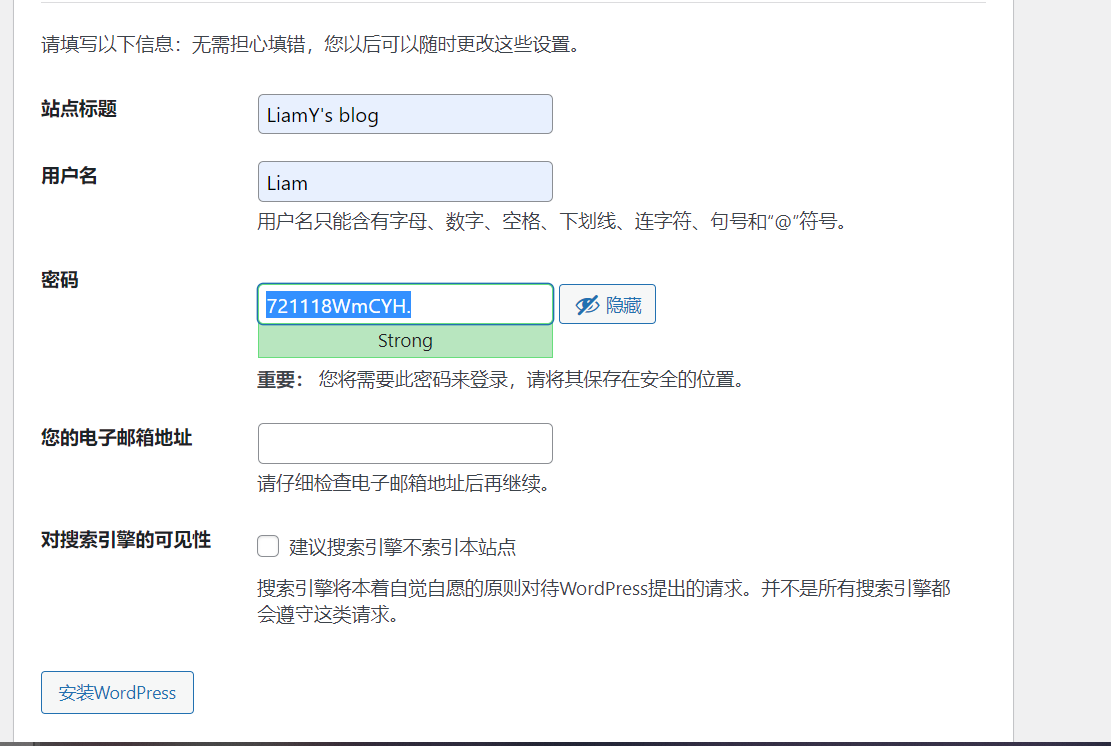 请填写以下信息：无需担心填错，您以后可以随时更改这些设置。
站点标题
LiamY's blog
用户名
Liam
用户名只能含有字母、数字、空格、下划线、连字符、句号和“@”符号。
密码
721118WmCYH.
隐藏
Strong
重要： 您将需要此密码来登录，请将其保存在安全的位置。
您的电子邮箱地址
请仔细检查电子邮箱地址后再继续。
对搜索引擎的可见性
建议搜索引擎不索引本站点
搜索引擎将本着自觉自愿的原则对待WordPress提出的请求。并不是所有搜索引擎都
会遵守这类请求。
安装WordPress